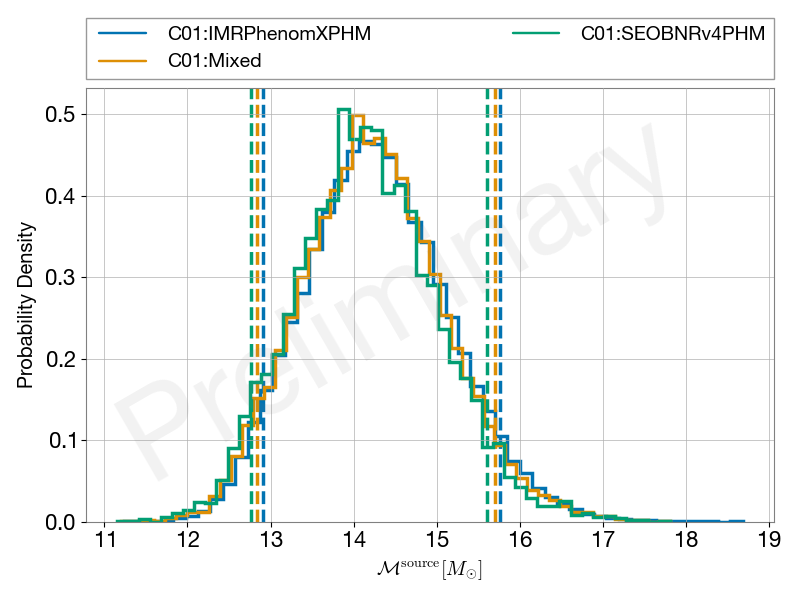 C01:IMRPhenomXPHM
C01:Mixed
C01:SEOBNRv4PHM
Probability Density
0.5
0.4
0.3
0.2
0.1
0.0
Preliminary
11 12 13 14 15 16 17 18 19
ℳ^source[M_⊙]